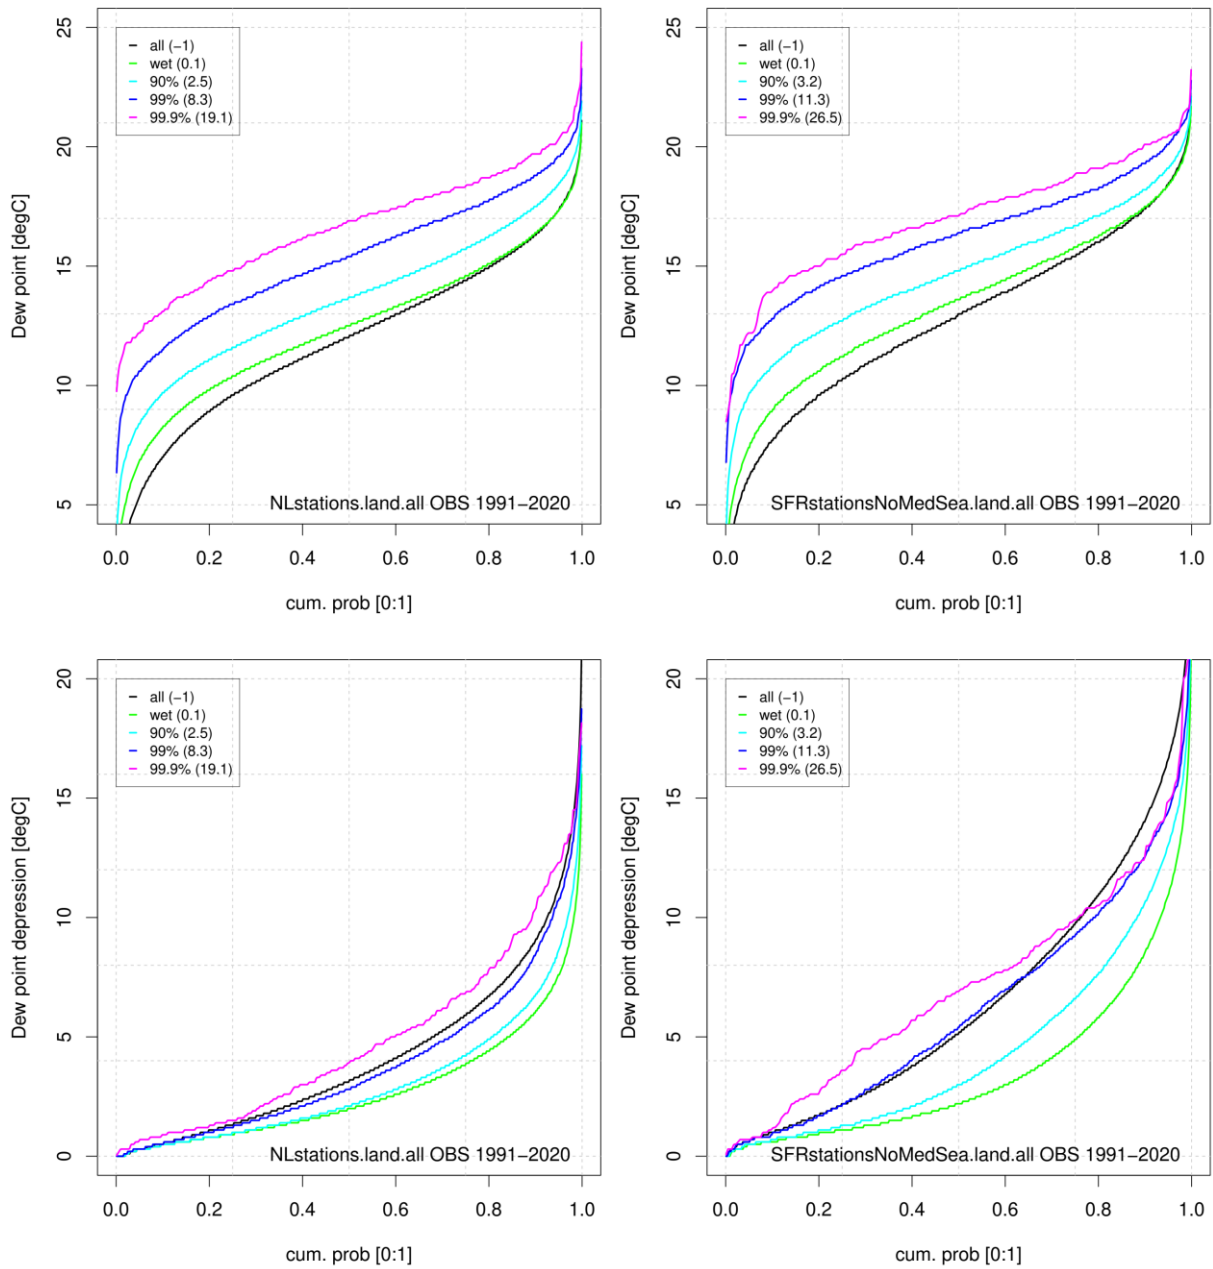 25
20
15
10
5
Dew point [degC]
all (−1)
wet (0.1)
90% (2.5)
99% (8.3)
99.9% (19.1)
NLstations.land.all OBS 1991−2020
0.0 0.2 0.4 0.6 0.8 1.0
cum. prob [0:1]
25
20
15
10
5
Dew point [degC]
all (−1)
wet (0.1)
90% (3.2)
99% (11.3)
99.9% (26.5)
SFRstationsNoMedSea.land.all OBS 1991−2020
0.0 0.2 0.4 0.6 0.8 1.0
cum. prob [0:1]
20
15
10
5
0
Dew point depression [degC]
all (−1)
wet (0.1)
90% (2.5)
99% (8.3)
99.9% (19.1)
NLstations.land.all OBS 1991−2020
0.0 0.2 0.4 0.6 0.8 1.0
cum. prob [0:1]
20
15
10
5
0
Dew point depression [degC]
all (−1)
wet (0.1)
90% (3.2)
99% (11.3)
99.9% (26.5)
SFRstationsNoMedSea.land.all OBS 1991−2020
0.0 0.2 0.4 0.6 0.8 1.0
cum. prob [0:1]